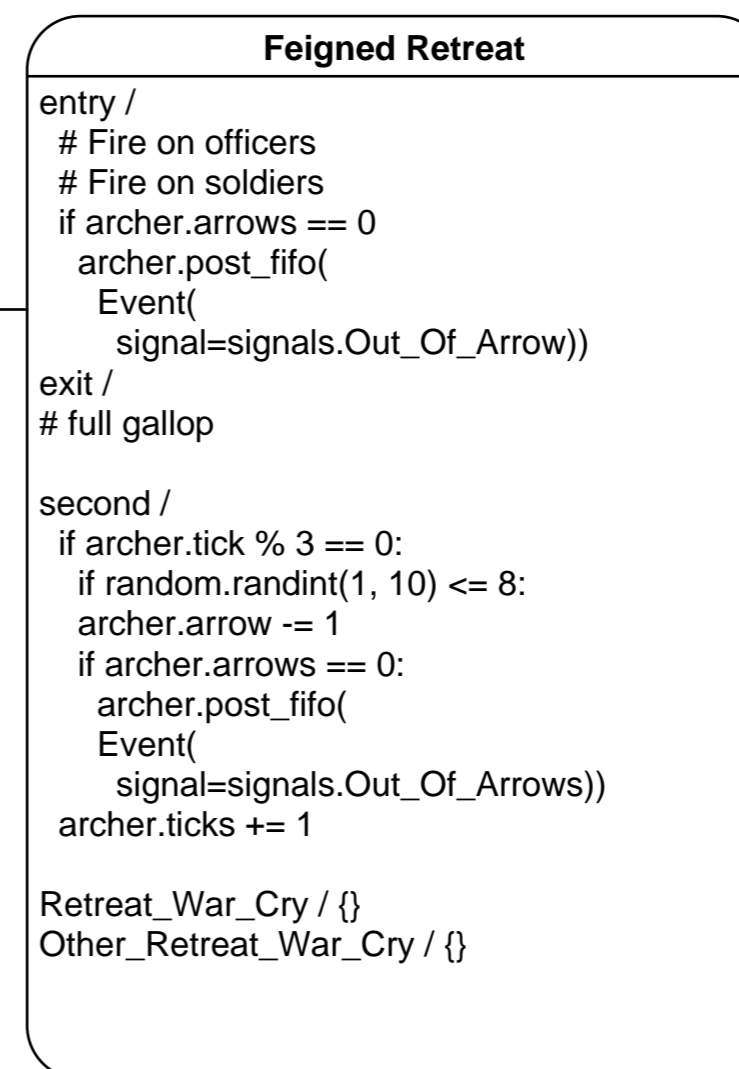 Feigned Retreat
entry /
# Fire on officers
# Fire on soldiers
if archer.arrows == 0
archer.post_fifo(
Event(
signal=signals.Out_Of_Arrow))
exit /
# full gallop
second /
if archer.tick % 3 == 0:
if random.randint(1, 10) <= 8:
archer.arrow -= 1
if archer.arrows == 0:
archer.post_fifo(
Event(
signal=signals.Out_Of_Arrows))
archer.ticks += 1
Retreat_War_Cry / {}
Other_Retreat_War_Cry / {}